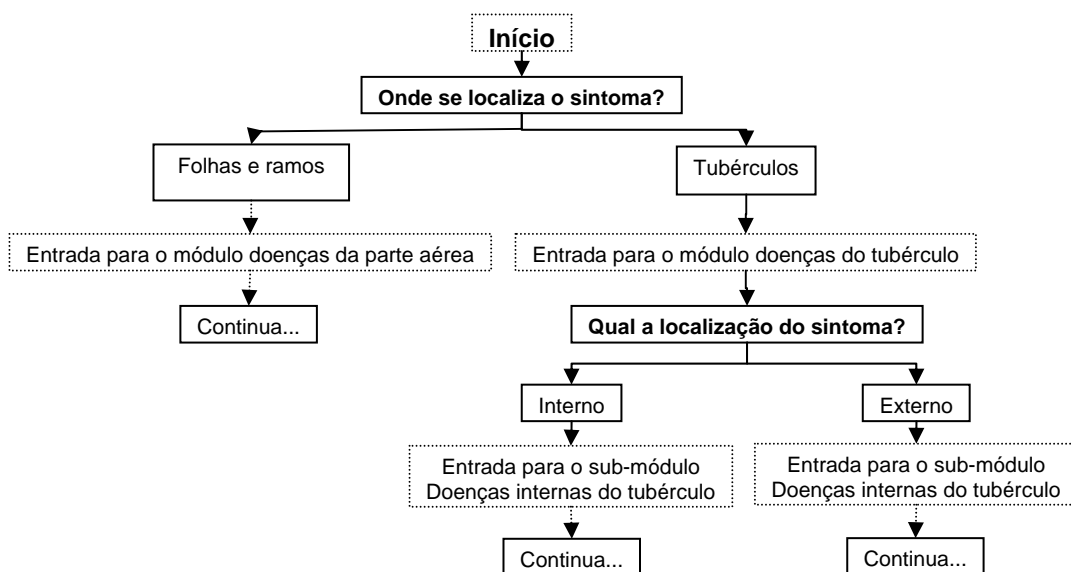 Início
Onde se localiza o sintoma?
Folhas e ramos
Tubérculos
Entrada para o módulo doenças da parte aérea
Entrada para o módulo doenças do tubérculo
Continua...
Qual a localização do sintoma?
Interno
Externo
Entrada para o sub-módulo
Doenças internas do tubérculo
Entrada para o sub-módulo
Doenças internas do tubérculo
Continua...
Continua...